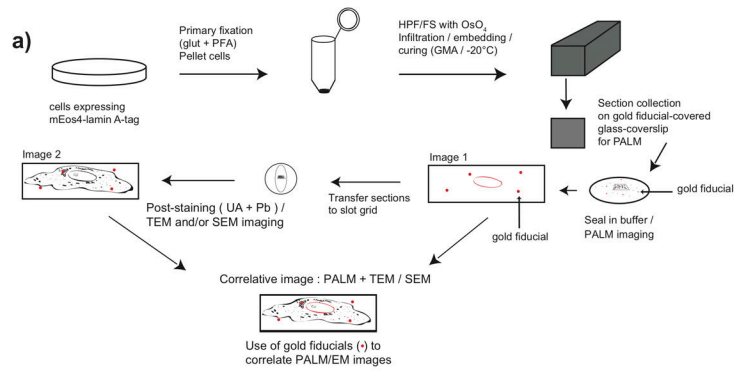 a)
Primary fixation
(glut + PFA)
Pellet cells
HPF/FS with OsO₄
Infiltration / embedding /
curing (GMA / -20°C)
cells expressing
mEos4-lamin A-tag
Section collection
on gold fiducial-covered
glass-coverslip
for PALM
Image 2
Image 1
gold fiducial
Post-staining ( UA + Pb ) /
TEM and/or SEM imaging
Transfer sections
to slot grid
gold fiducial
Seal in buffer /
PALM imaging
Correlative image : PALM + TEM / SEM
Use of gold fiducials (•) to
correlate PALM/EM images